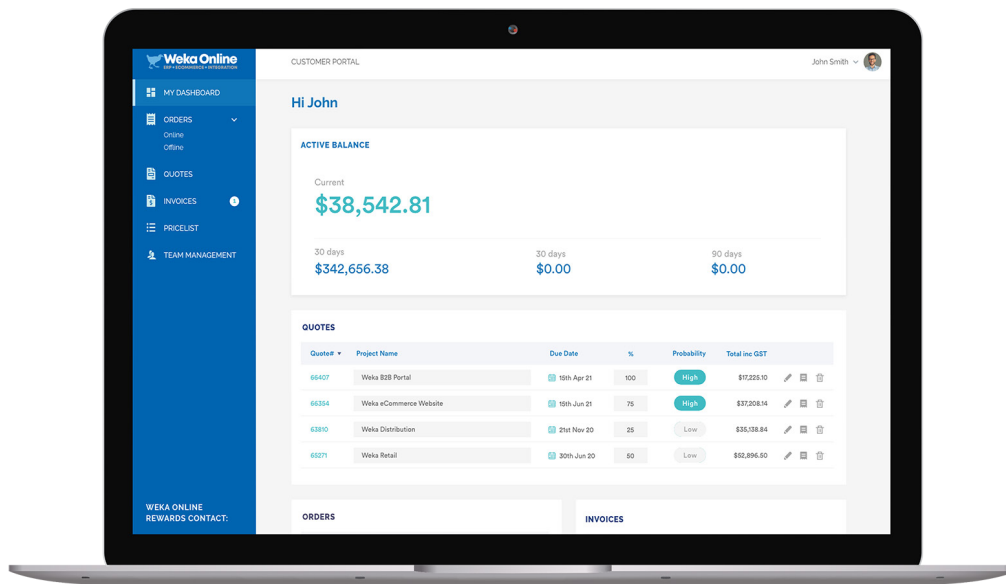 Weka Online
ERP • ECOMMERCE • INTEGRATION
CUSTOMER PORTAL
John Smith
MY DASHBOARD
ORDERS
Online
Offline
QUOTES
INVOICES 1
PRICELIST
TEAM MANAGEMENT
WEKA ONLINE
REWARDS CONTACT:
Hi John
ACTIVE BALANCE
Current
$38,542.81
30 days 30 days 90 days
$342,656.38 $0.00 $0.00
QUOTES
Quote# Project Name Due Date % Probability Total inc GST
66407 Weka B2B Portal 15th Apr 21 100 High $17,225.10
66354 Weka eCommerce Website 15th Jun 21 75 High $37,208.14
63810 Weka Distribution 21st Nov 20 25 Low $35,138.84
65271 Weka Retail 30th Jun 20 50 Low $52,896.50
ORDERS INVOICES